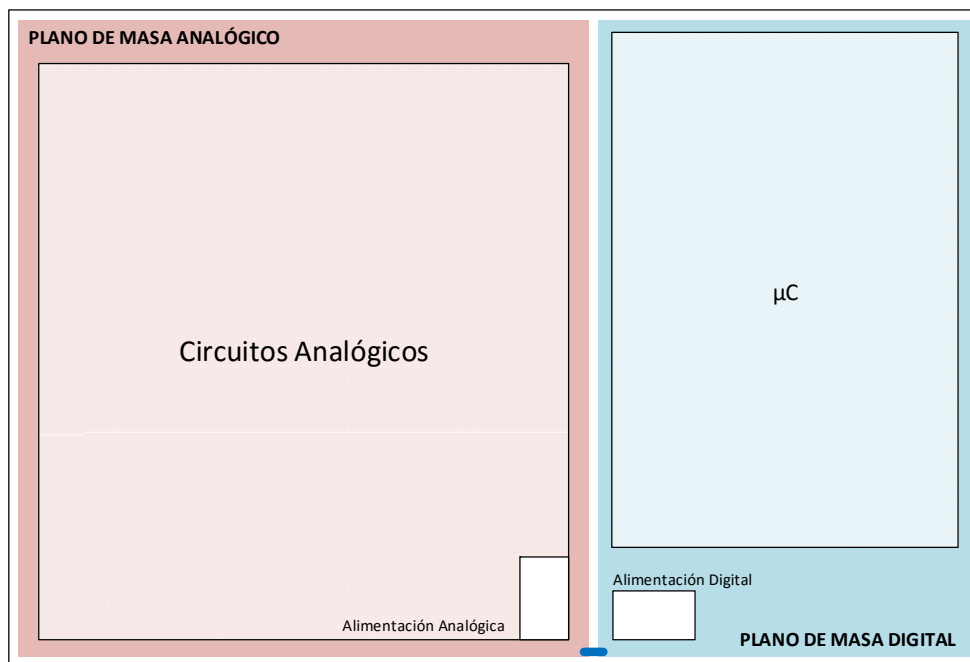 PLANO DE MASA ANALÓGICO
µC
Circuitos Analógicos
Alimentación Digital
Alimentación Analógica
PLANO DE MASA DIGITAL